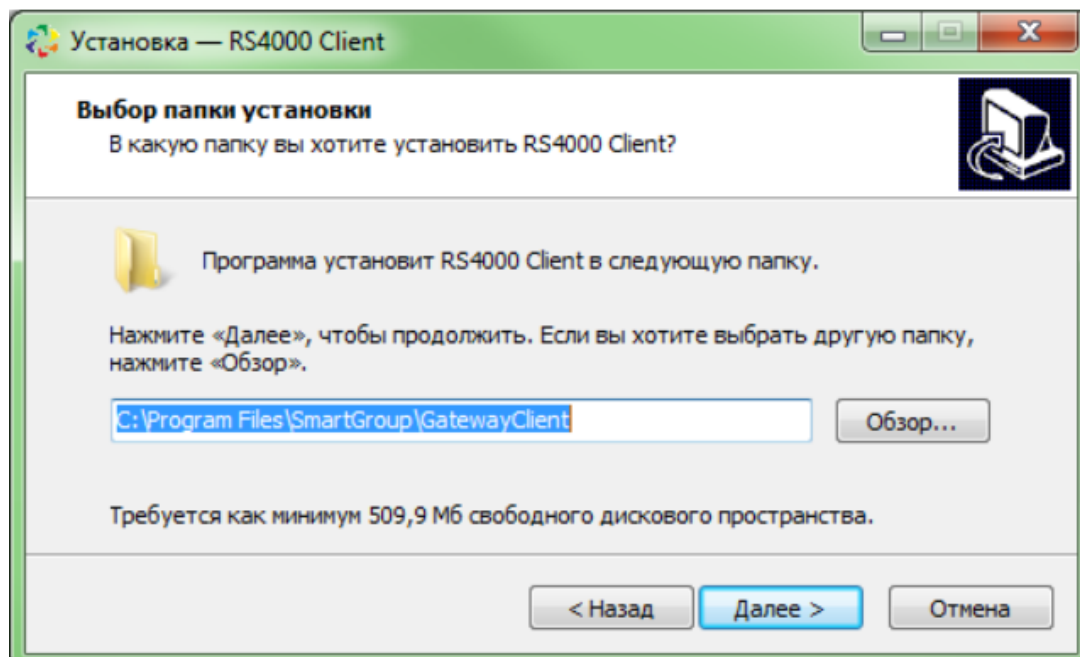 Установка — RS4000 Client
Выбор папки установки
В какую папку вы хотите установить RS4000 Client?
Программа установит RS4000 Client в следующую папку.
Нажмите «Далее», чтобы продолжить. Если вы хотите выбрать другую папку,
нажмите «Обзор».
C:\Program Files\SmartGroup\GatewayClient
Обзор...
Требуется как минимум 509,9 Мб свободного дискового пространства.
< Назад
Далее >
Отмена